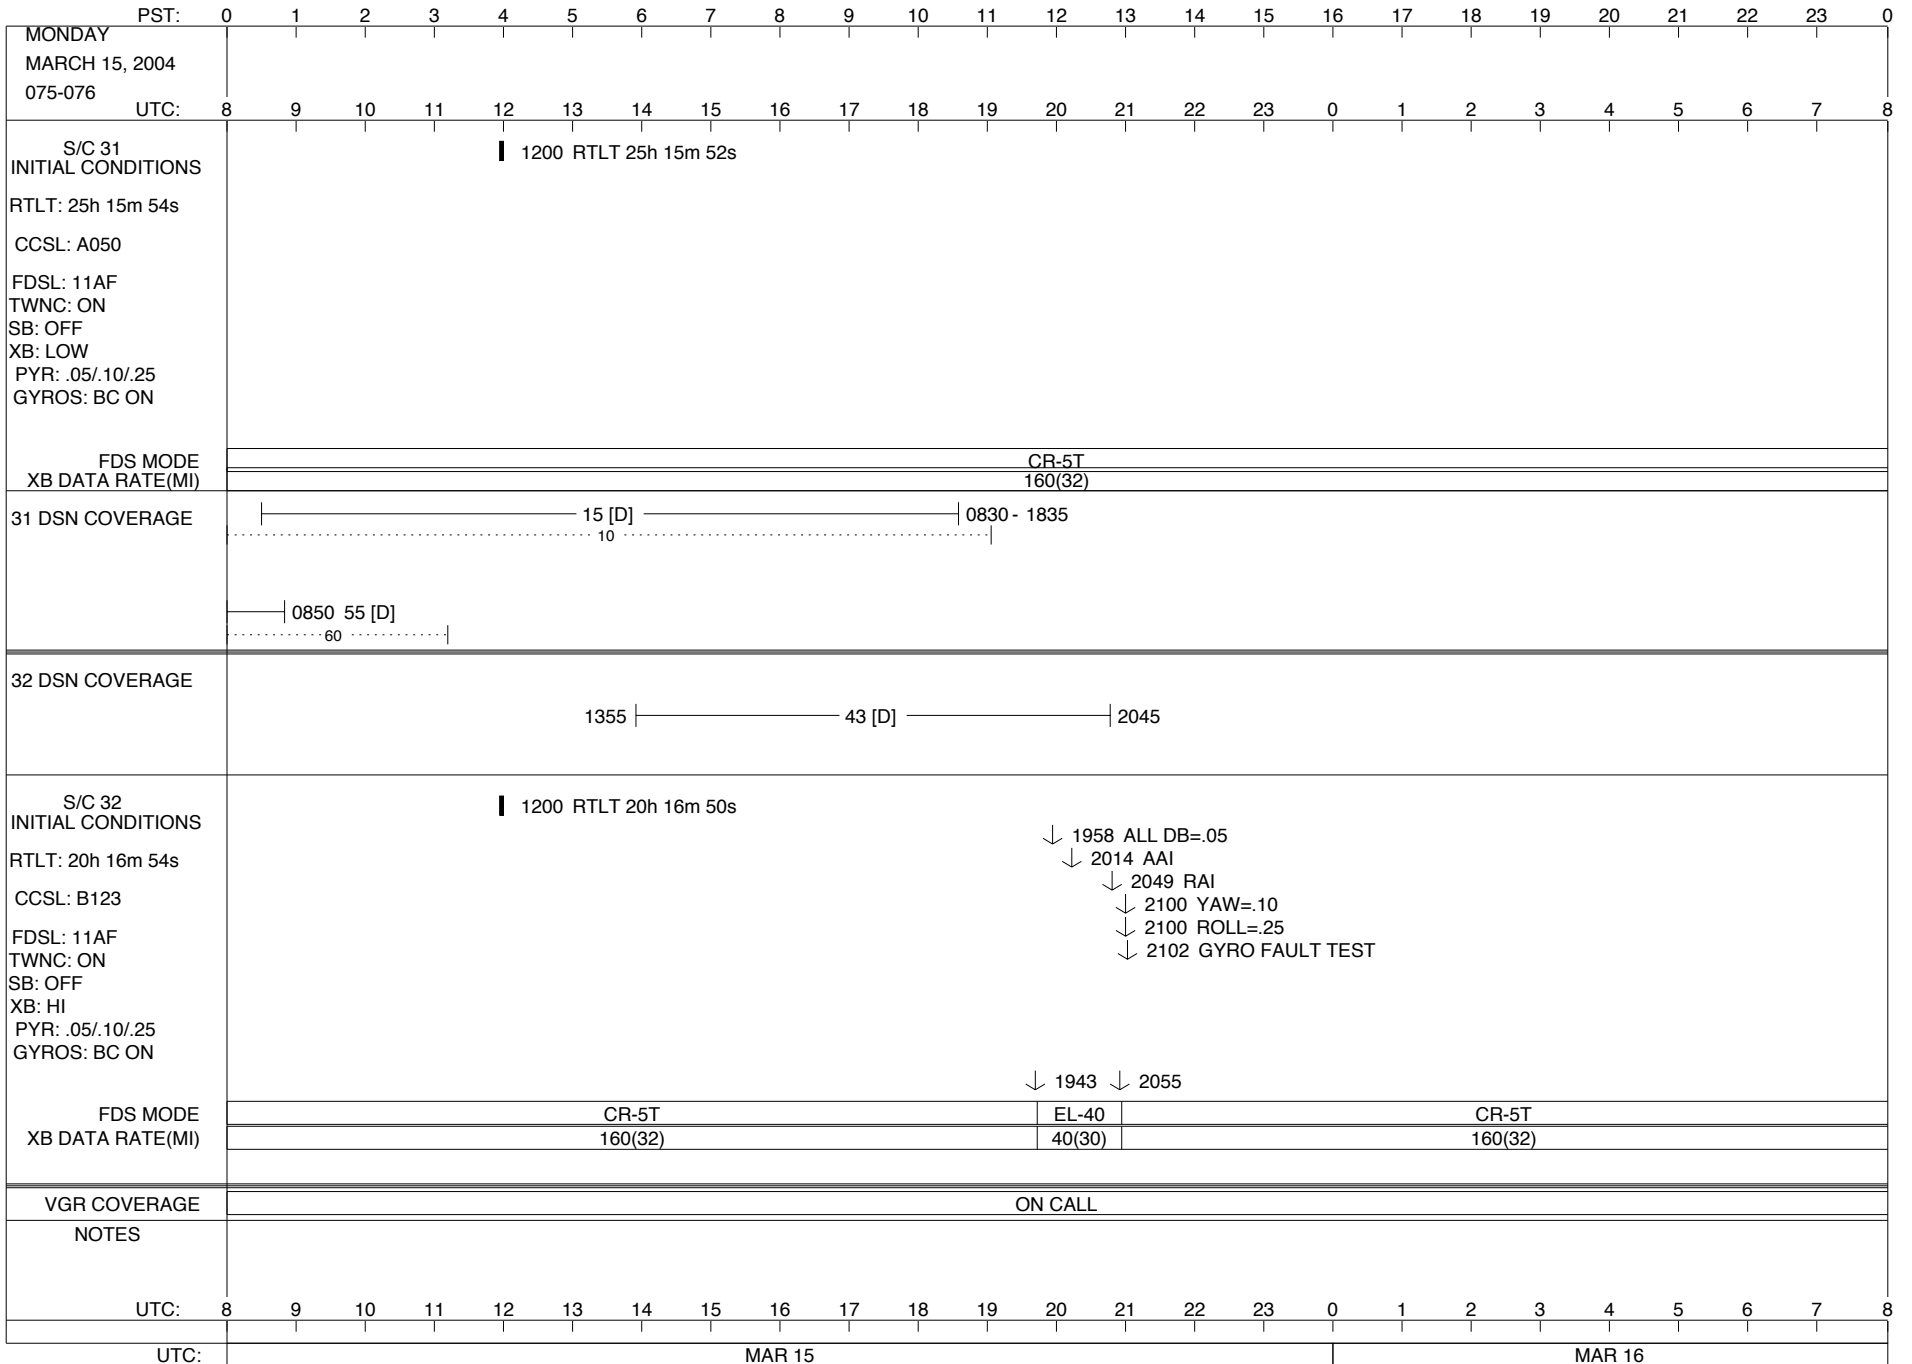 PST: 0 1 2 3 4 5 6 7 8 9 10 11 12 13 14 15 16 17 18 19 20 21 22 23 0
MONDAY
MARCH 15, 2004
075-076
UTC: 8 9 10 11 12 13 14 15 16 17 18 19 20 21 22 23 0 1 2 3 4 5 6 7 8
S/C 31
INITIAL CONDITIONS
1200 RTLT 25h 15m 52s
RTLT: 25h 15m 54s
CCSL: A050
FDSL: 11AF
TWNC: ON
SB: OFF
XB: LOW
PYR: .05/.10/.25
GYROS: BC ON
FDS MODE CR-5T
XB DATA RATE(MI) 160(32)
31 DSN COVERAGE 15 [D] 0830 - 1835
10
0850 55 [D]
60
32 DSN COVERAGE
1355 43 [D] 2045
S/C 32
INITIAL CONDITIONS
1200 RTLT 20h 16m 50s
1958 ALL DB=.05
RTLT: 20h 16m 54s
2014 AAI
2049 RAI
CCSL: B123
2100 YAW=.10
2100 ROLL=.25
FDSL: 11AF
2102 GYRO FAULT TEST
TWNC: ON
SB: OFF
XB: HI
PYR: .05/.10/.25
GYROS: BC ON
1943 2055
FDS MODE CR-5T EL-40 CR-5T
XB DATA RATE(MI) 160(32) 40(30) 160(32)
VGR COVERAGE ON CALL
NOTES
UTC: 8 9 10 11 12 13 14 15 16 17 18 19 20 21 22 23 0 1 2 3 4 5 6 7 8
UTC: MAR 15 MAR 16